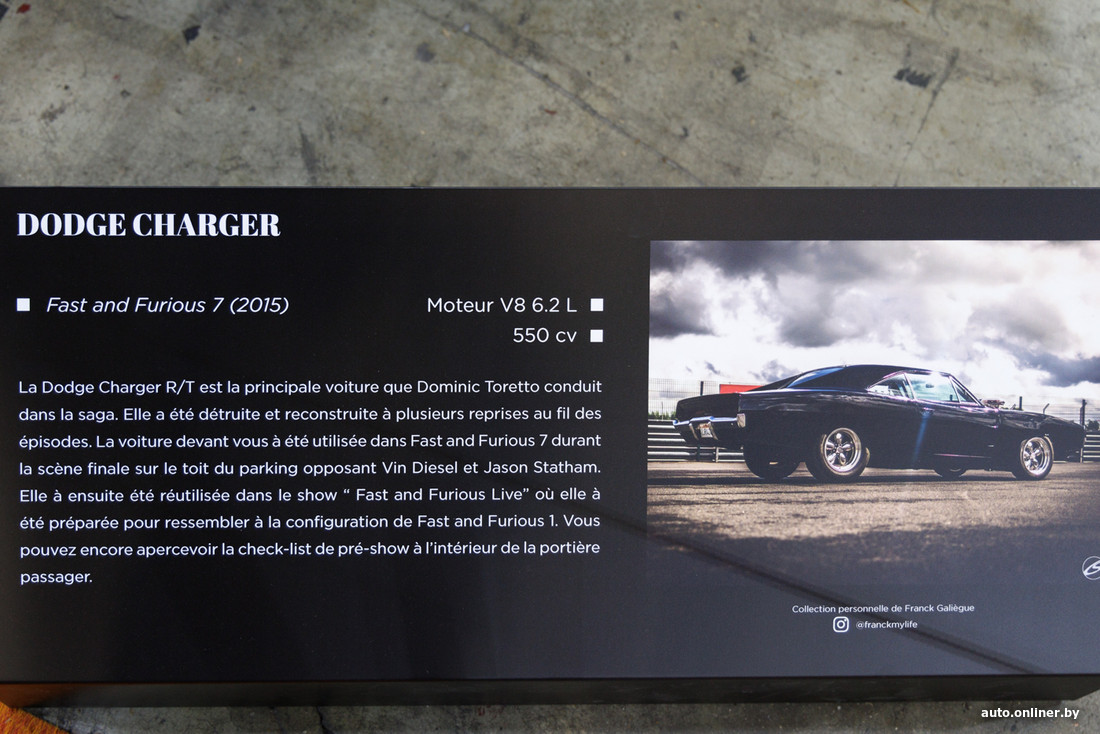 DODGE CHARGER
Fast and Furious 7 (2015)
Moteur V8 6.2 L
550 cv
La Dodge Charger R/T est la principale voiture que Dominic Toretto conduit
dans la saga. Elle a été détruite et reconstruite à plusieurs reprises au fil des
épisodes. La voiture devant vous à été utilisée dans Fast and Furious 7 durant
la scène finale sur le toit du parking opposant Vin Diesel et Jason Statham.
Elle à ensuite été réutilisée dans le show “ Fast and Furious Live” où elle à
été préparée pour ressembler à la configuration de Fast and Furious 1. Vous
pouvez encore apercevoir la check-list de pré-show à l’intérieur de la portière
passager.
Collection personnelle de Franck Galiègue
@franckmylife
auto.onliner.by